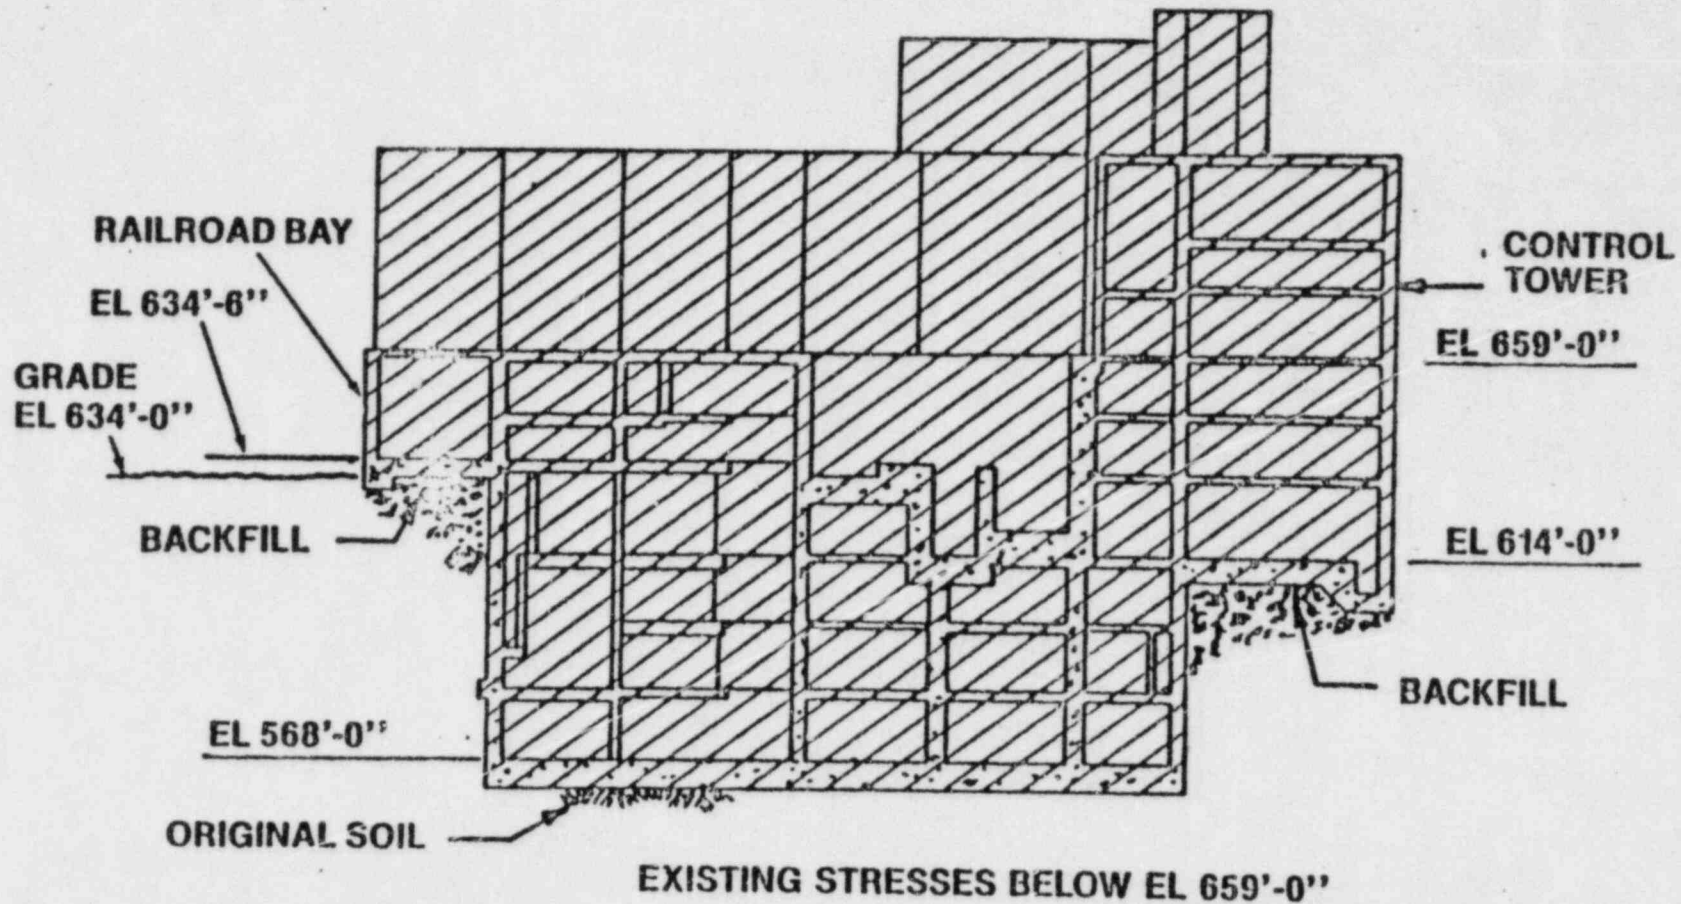 RAILROAD BAY
EL 634'-6''
GRADE
EL 634'-0''
BACKFILL
EL 568'-0''
ORIGINAL SOIL
CONTROL
TOWER
EL 659'-0''
EL 614'-0''
BACKFILL
EXISTING STRESSES BELOW EL 659'-0''